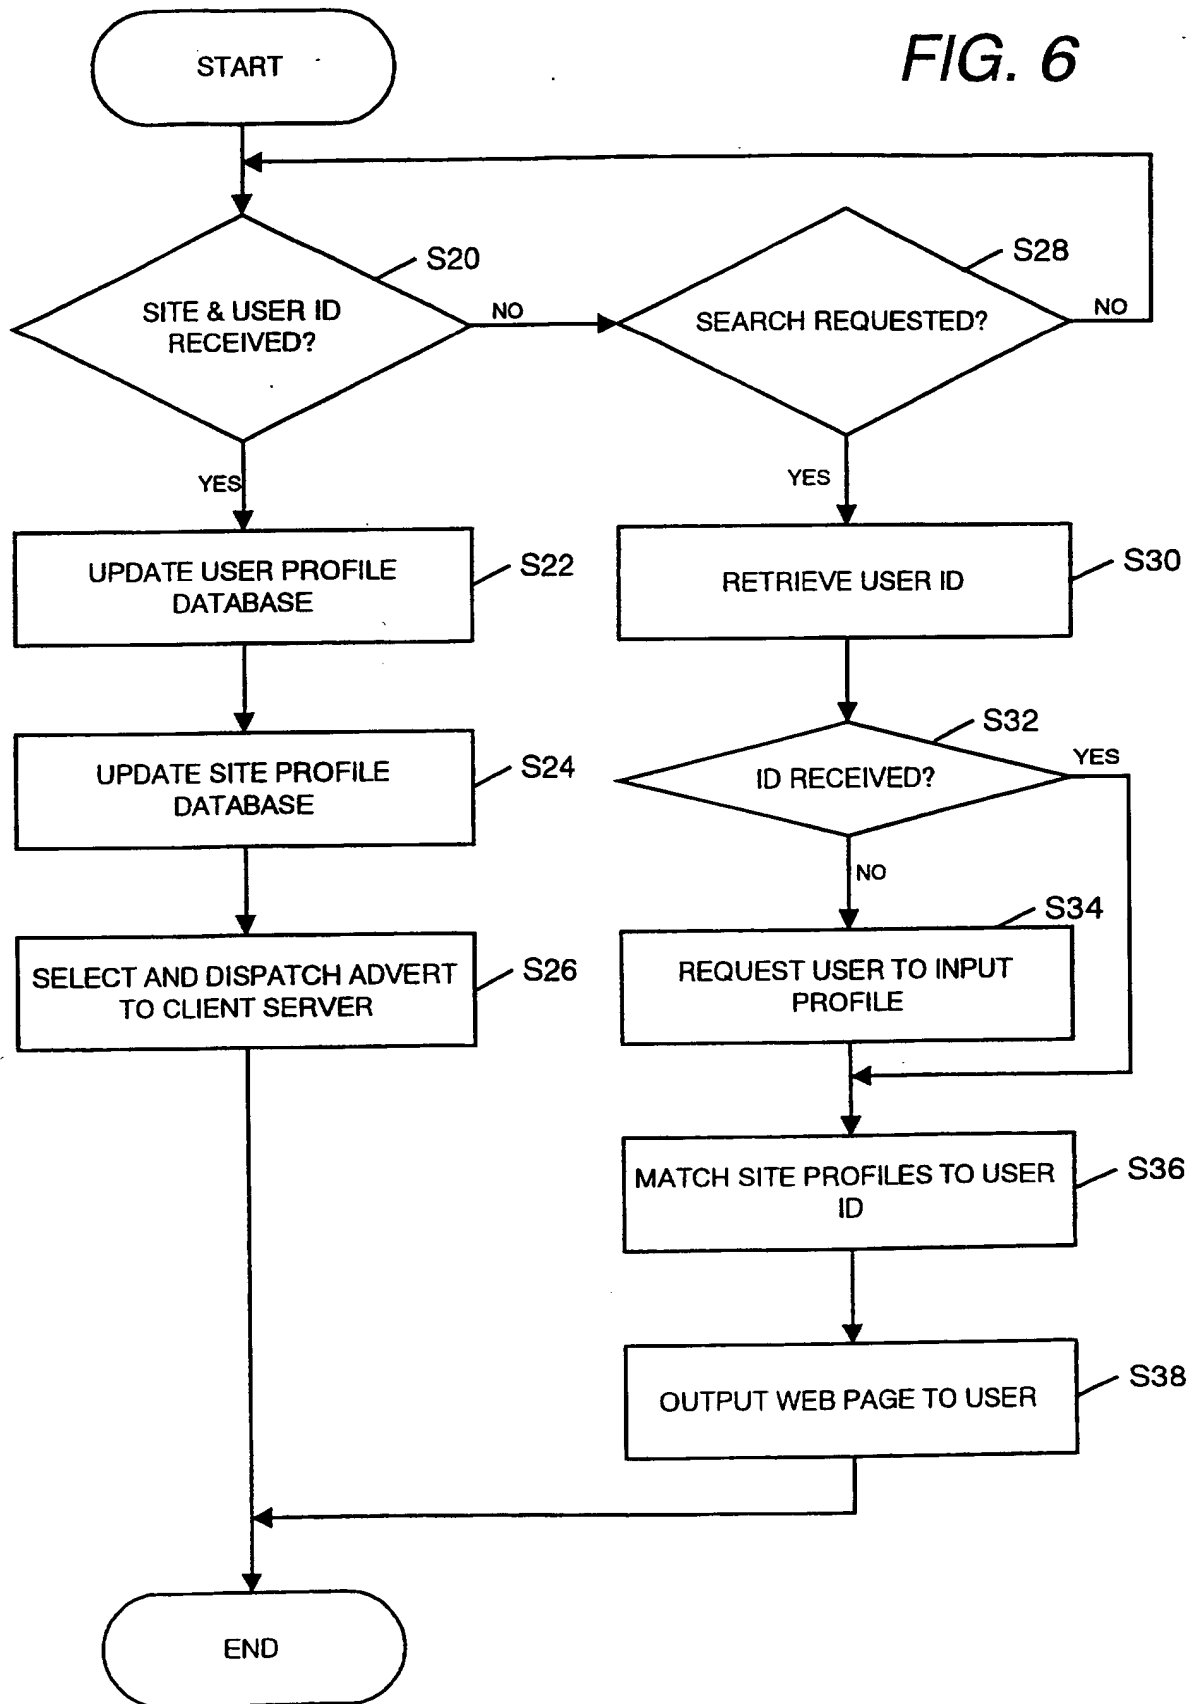 FIG. 6
START
S20
SITE & USER ID
RECEIVED?
NO
S28
SEARCH REQUESTED?
NO
YES
YES
UPDATE USER PROFILE
DATABASE
S22
RETRIEVE USER ID
S30
UPDATE SITE PROFILE
DATABASE
S24
S32
ID RECEIVED?
YES
NO
SELECT AND DISPATCH ADVERT
TO CLIENT SERVER
S26
S34
REQUEST USER TO INPUT
PROFILE
MATCH SITE PROFILES TO USER
ID
S36
OUTPUT WEB PAGE TO USER
S38
END